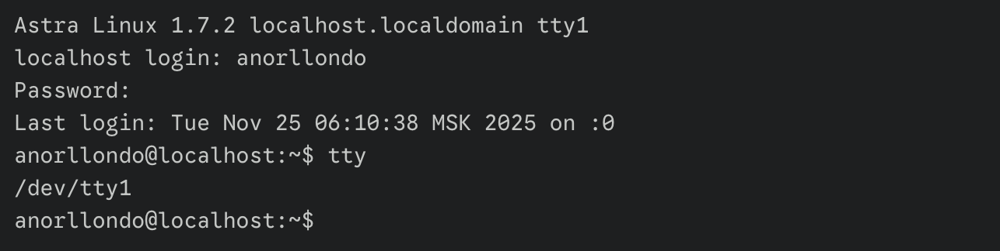 Astra Linux 1.7.2 localhost.localdomain tty1
localhost login: anorllondo
Password:
Last login: Tue Nov 25 06:10:38 MSK 2025 on :0
anorllondo@localhost:~$ tty
/dev/tty1
anorllondo@localhost:~$